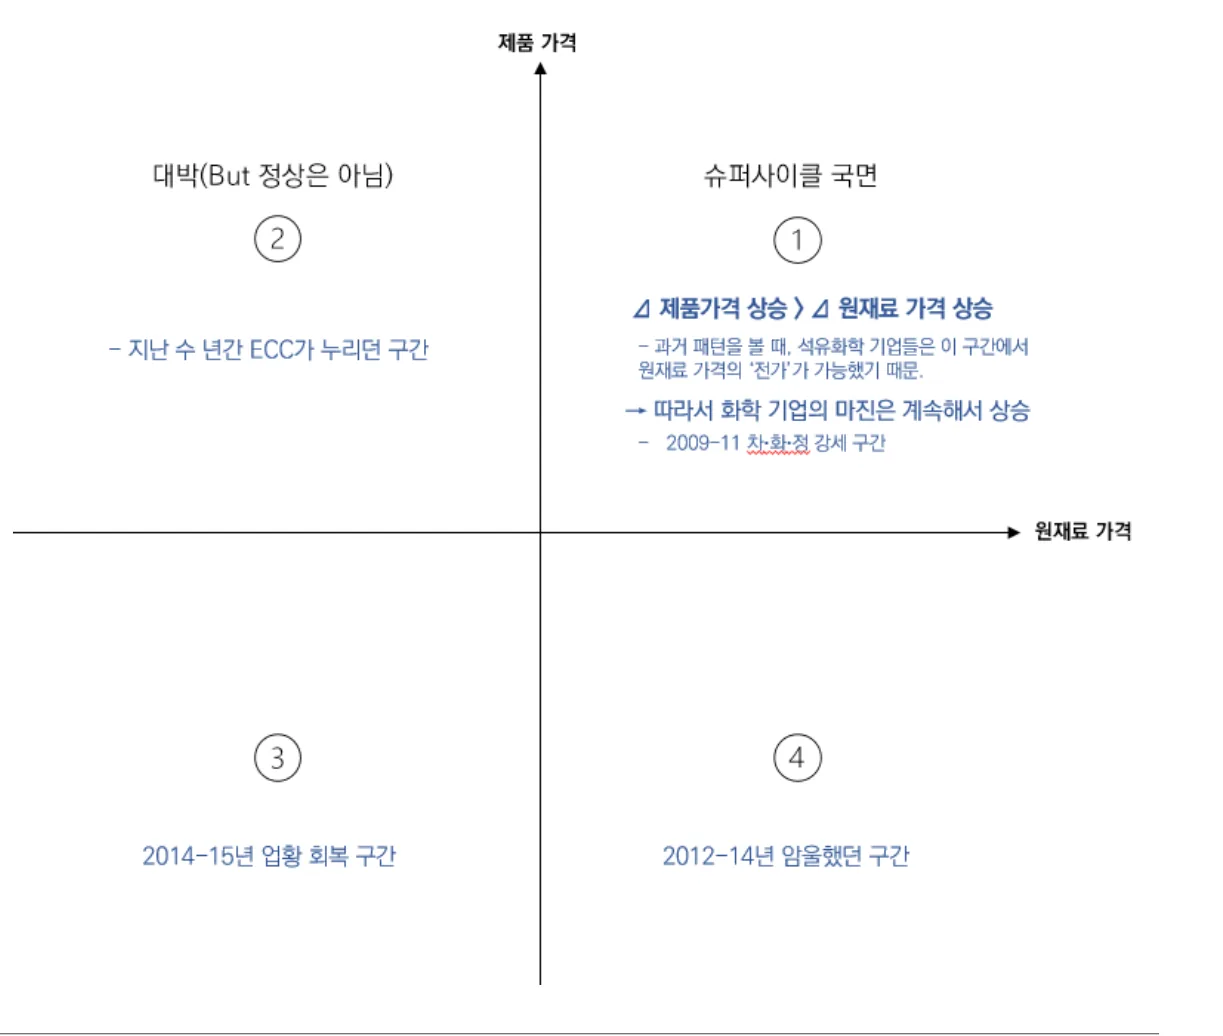 제품 가격
대박(But 정상은 아님)
②
- 지난 수 년간 ECC가 누리던 구간
슈퍼사이클 국면
①
⊿ 제품가격 상승 > ⊿ 원재료 가격 상승
- 과거 패턴을 볼 때, 석유화학 기업들은 이 구간에서
원재료 가격의 '전가'가 가능했기 때문.
→ 따라서 화학 기업의 마진은 계속해서 상승
- 2009-11 차·화·정 강세 구간
원재료 가격
③
2014-15년 업황 회복 구간
④
2012-14년 암울했던 구간